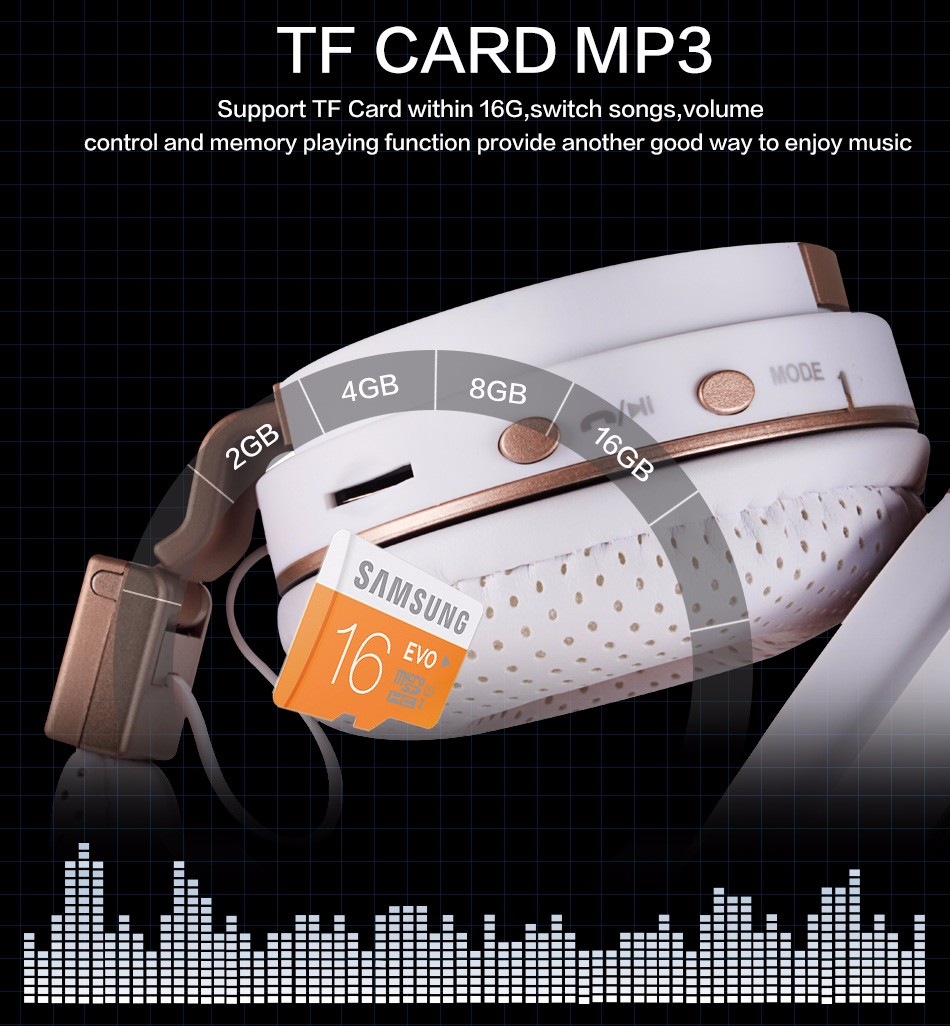 TF CARD MP3
Support TF Card within 16G,switch songs,volume
control and memory playing function provide another good way to enjoy music
2GB
4GB
8GB
16GB
MODE
SAMSUNG
16
EVO
micro